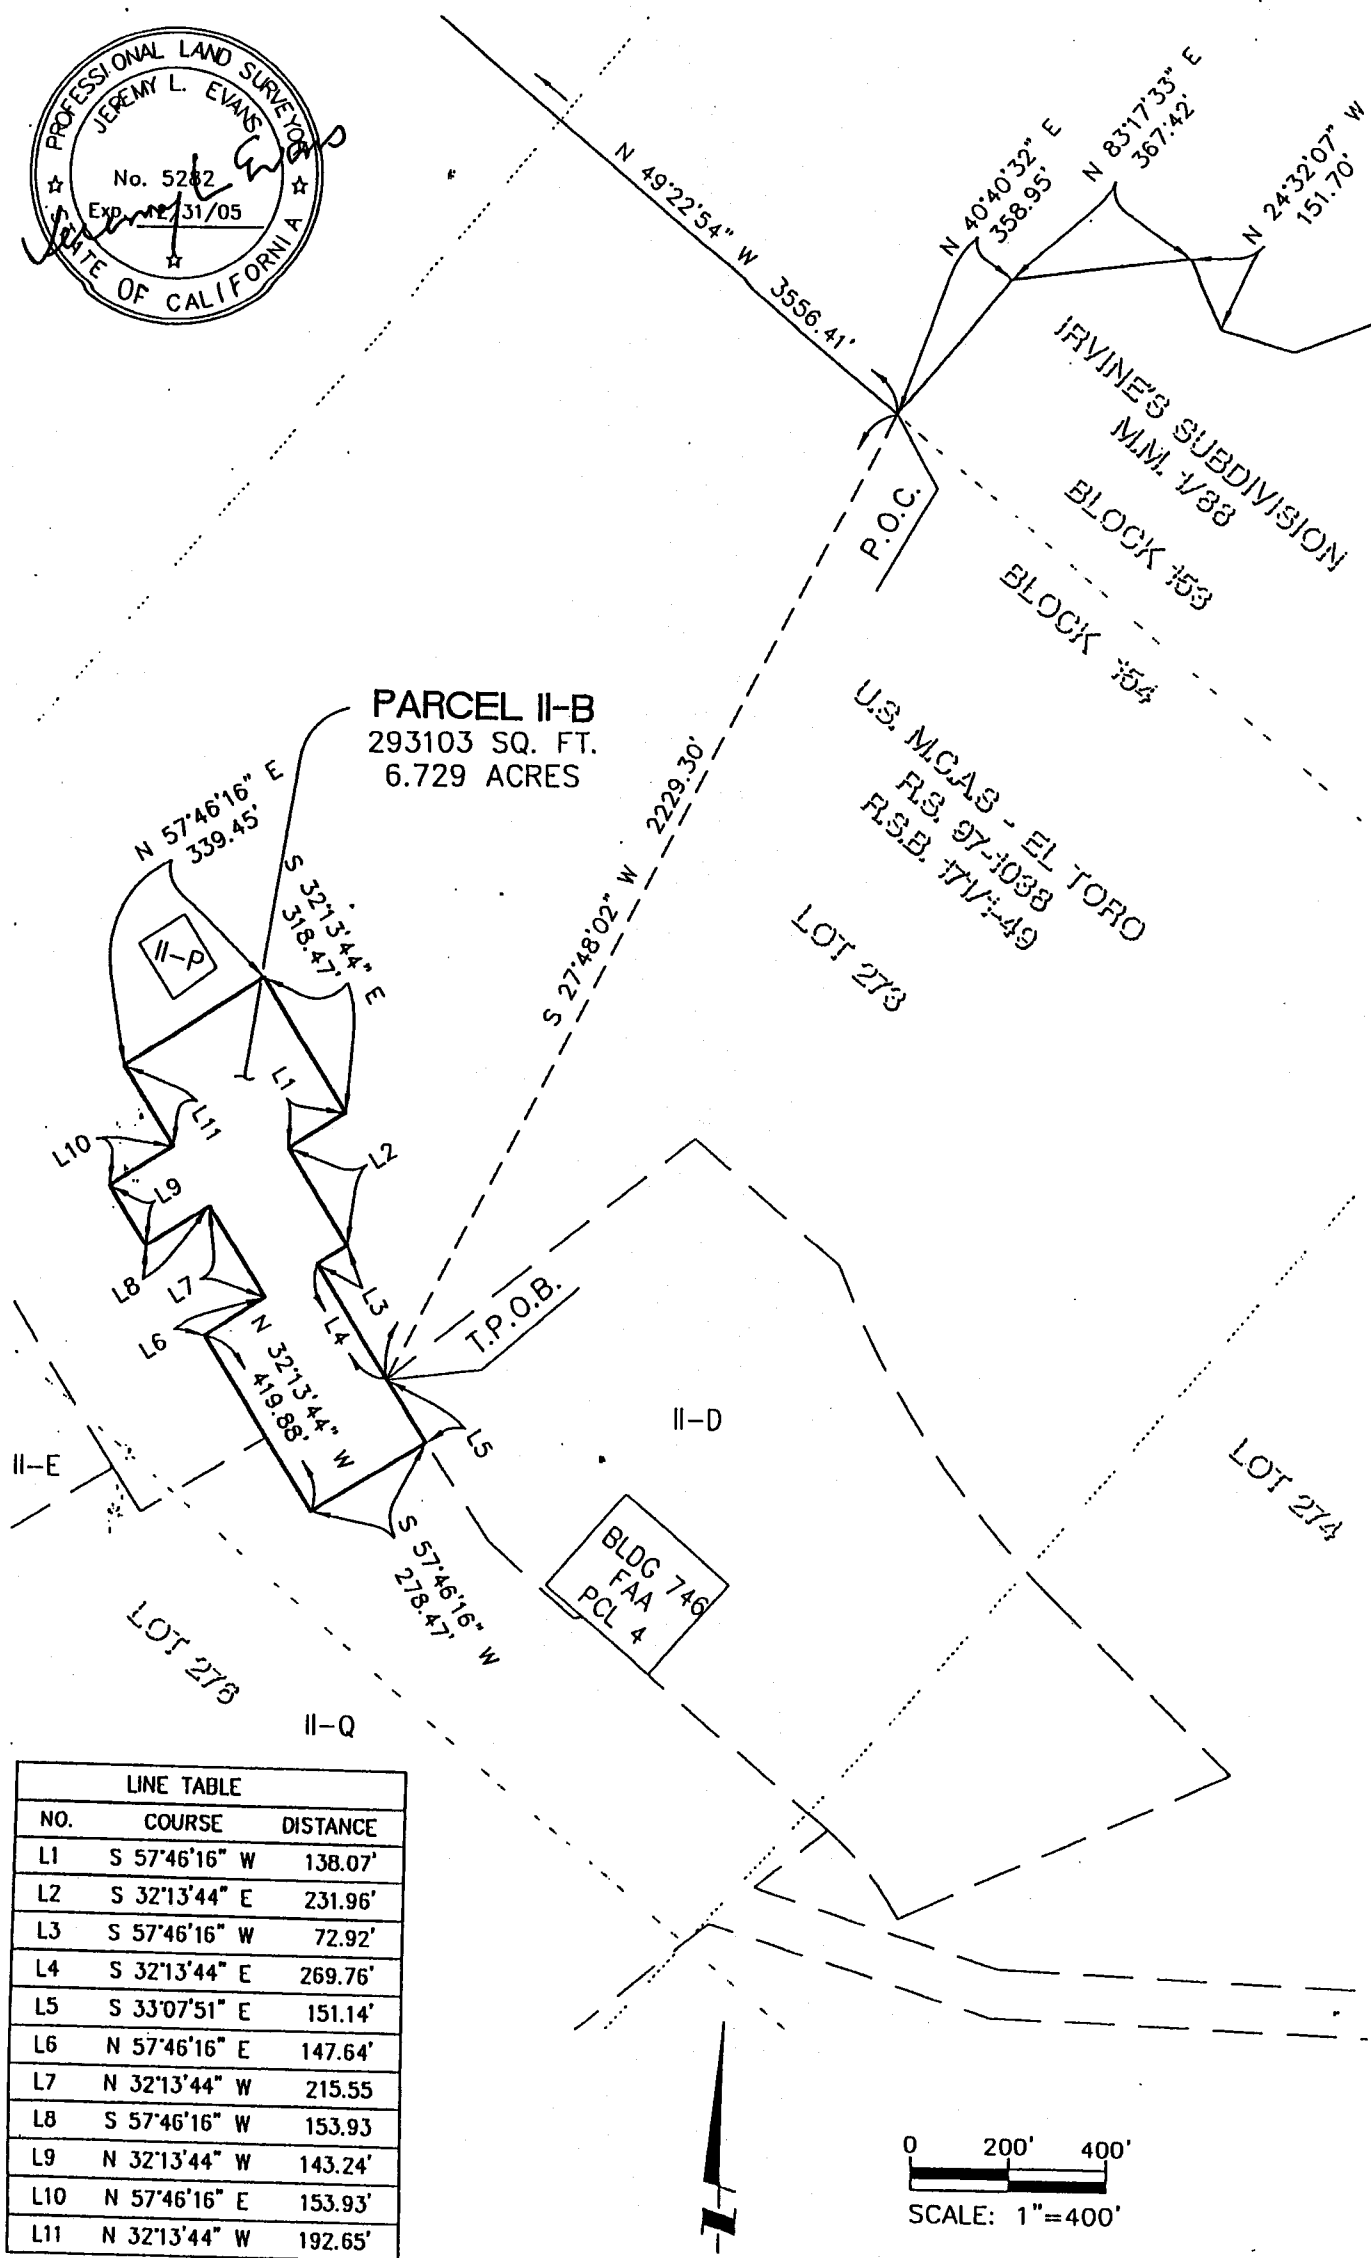 PROFESSIONAL LAND SURVEYOR
JEREMY L. EVANS
No. 5282
Exp. 12/31/05
STATE OF CALIFORNIA
Jeremy L Evans
N 49°22'54" W 3556.41'
N 40°40'32" E
358.95'
N 83°17'33" E
367.42'
N 24°32'07" W
151.70'
IRVINE'S SUBDIVISION
M.M. 1/88
BLOCK 153
BLOCK 154
P.O.C.
U.S. M.C.A.S - EL TORO
R.S. 97-1038
R.S.B. 171/1-49
LOT 273
S 27°48'02" W 2229.30'
PARCEL II-B
293103 SQ. FT.
6.729 ACRES
N 57°46'16" E
339.45'
S 32°13'44" E
318.47'
II-P
L1
L11
L10
L2
L9
L8
L7
L3
L4
L6
T.P.O.B.
N 32°13'44" W
419.88'
L5
II-D
II-E
LOT 274
S 57°46'16" W
278.47'
BLDG 746
FAA
PCL 4
LOT 278
II-Q
LINE TABLE
NO. COURSE DISTANCE
L1 S 57°46'16" W 138.07'
L2 S 32°13'44" E 231.96'
L3 S 57°46'16" W 72.92'
L4 S 32°13'44" E 269.76'
L5 S 33°07'51" E 151.14'
L6 N 57°46'16" E 147.64'
L7 N 32°13'44" W 215.55
L8 S 57°46'16" W 153.93
L9 N 32°13'44" W 143.24'
L10 N 57°46'16" E 153.93'
L11 N 32°13'44" W 192.65'
N
0 200' 400'
SCALE: 1"=400'